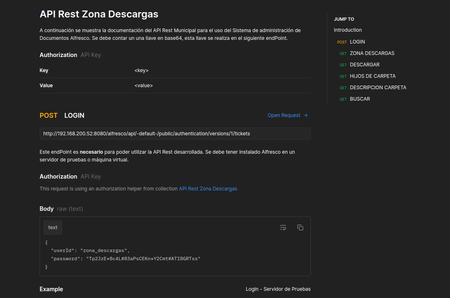 API Rest Zona Descargas
A continuación se muestra la documentación del API Rest Municipal para el uso del Sistema de administración de
Documentos Alfresco. Se debe contar una llave en base64, esta llave se realiza en el siguiente endPoint.
Authorization API Key
Key <key>
Value <value>
POST LOGIN Open Request →
http://192.168.200.52:8080/alfresco/api/-default-/public/authentication/versions/1/tickets
Este endPoint es necesario para poder utilizar la API Rest desarrollada. Se debe tener instalado Alfresco en un
servidor de pruebas o máquina virtual.
Authorization API Key
This request is using an authorization helper from collection API Rest Zona Descargas
Body raw (text)
text
{
"userId": "zona_descargas",
"password":
}
Example Login - Servidor de Pruebas
JUMP TO
Introduction
POST LOGIN
GET ZONA DESCARGAS
GET DESCARGAR
GET HIJOS DE CARPETA
GET DESCRIPCION CARPETA
GET BUSCAR